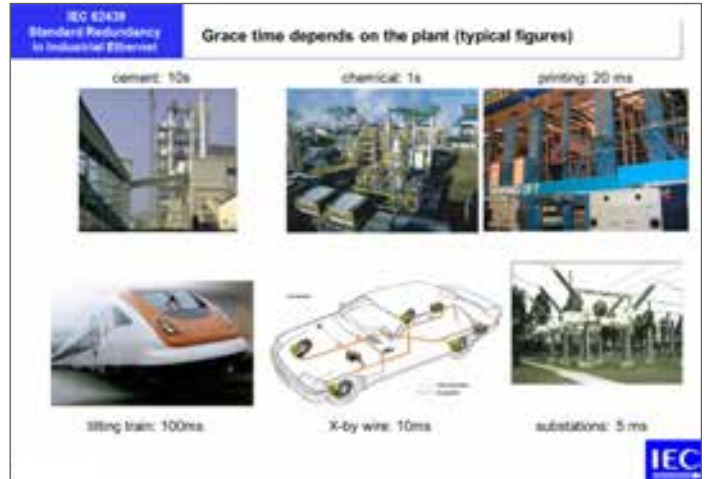 IEC 62439
Standard Redundancy
in Industrial Ethernet
Grace time depends on the plant (typical figures)
cement: 10s
chemical: 1s
printing: 20 ms
tilting train: 100ms
X-by wire: 10ms
substations: 5 ms
IEC